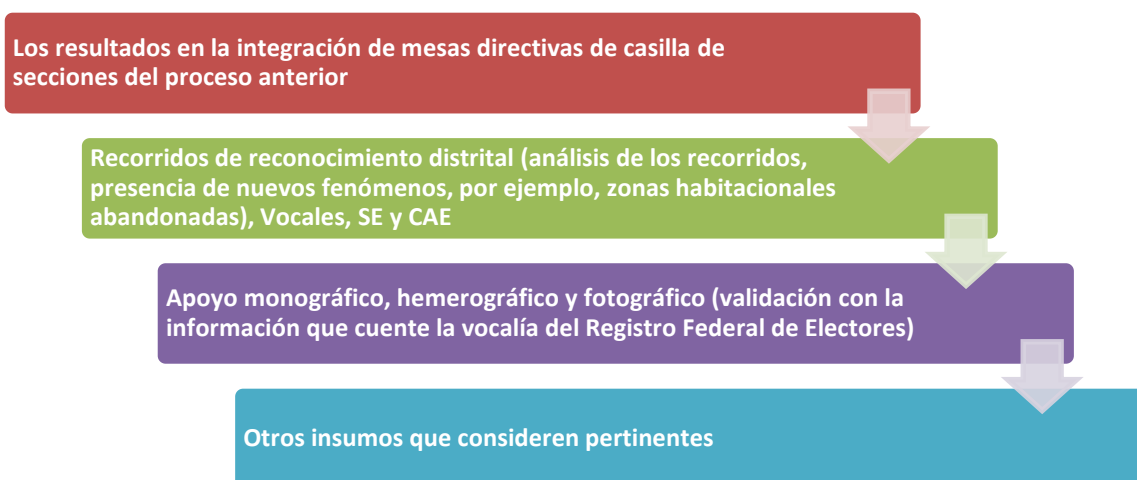 Los resultados en la integración de mesas directivas de casilla de
secciones del proceso anterior
Recorridos de reconocimiento distrital (análisis de los recorridos,
presencia de nuevos fenómenos, por ejemplo, zonas habitacionales
abandonadas), Vocales, SE y CAE
Apoyo monográfico, hemerográfico y fotográfico (validación con la
información que cuente la vocalía del Registro Federal de Electores)
Otros insumos que consideren pertinentes